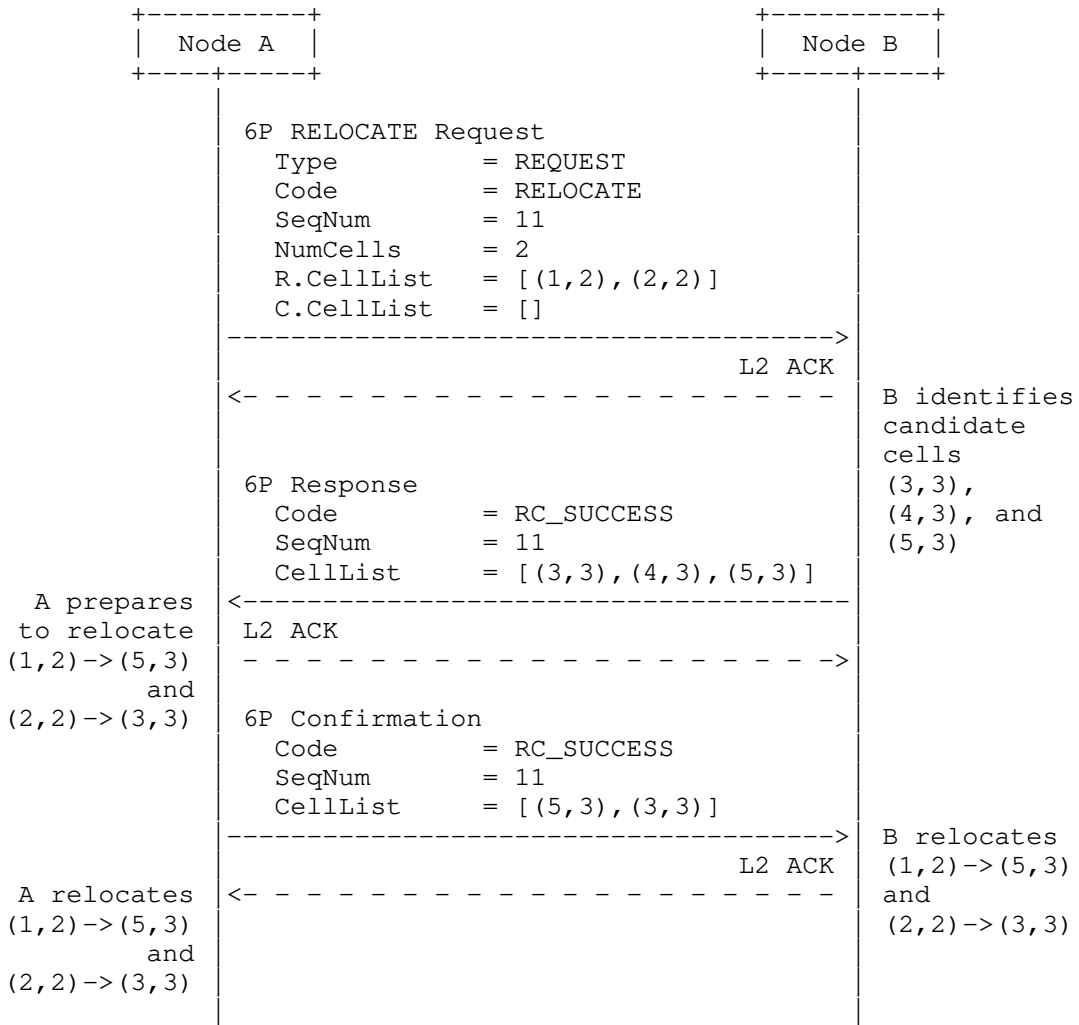 Node A Node B
6P RELOCATE Request
Type = REQUEST
Code = RELOCATE
SeqNum = 11
NumCells = 2
R.CellList = [(1,2),(2,2)]
C.CellList = []
L2 ACK
B identifies
candidate
cells
(3,3),
(4,3), and
(5,3)
6P Response
Code = RC_SUCCESS
SeqNum = 11
CellList = [(3,3),(4,3),(5,3)]
A prepares
to relocate
(1,2)->(5,3)
and
(2,2)->(3,3)
L2 ACK
6P Confirmation
Code = RC_SUCCESS
SeqNum = 11
CellList = [(5,3),(3,3)]
L2 ACK
B relocates
(1,2)->(5,3)
and
(2,2)->(3,3)
A relocates
(1,2)->(5,3)
and
(2,2)->(3,3)